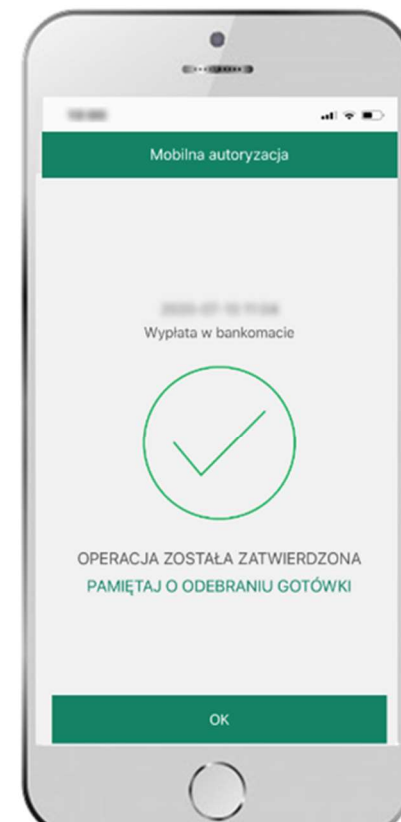 Mobilna autoryzacja
Wypłata w bankomacie
OPERACJA ZOSTAŁA ZATWIERDZONA
PAMIĘTAJ O ODEBRANIU GOTÓWKI
OK